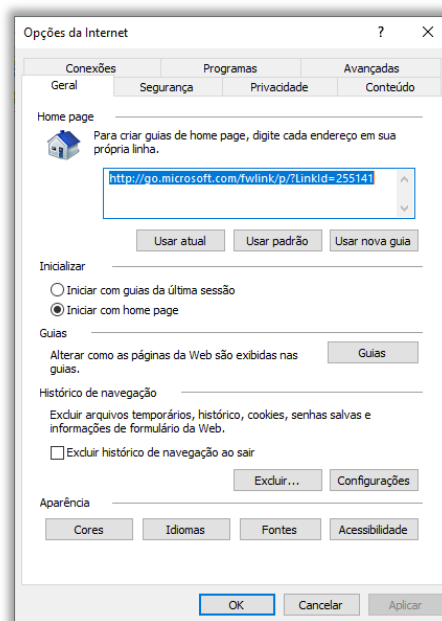 Opções da Internet ? X
Conexões Programas Avançadas
Geral Segurança Privacidade Conteúdo
Home page
Para criar guias de home page, digite cada endereço em sua
própria linha.
http://go.microsoft.com/fwlink/p/?LinkId=255141
Usar atual Usar padrão Usar nova guia
Inicializar
Iniciar com guias da última sessão
Iniciar com home page
Guias
Alterar como as páginas da Web são exibidas nas
guias.
Guias
Histórico de navegação
Excluir arquivos temporários, histórico, cookies, senhas salvas e
informações de formulário da Web.
Excluir histórico de navegação ao sair
Excluir... Configurações
Aparência
Cores Idiomas Fontes Acessibilidade
OK Cancelar Aplicar